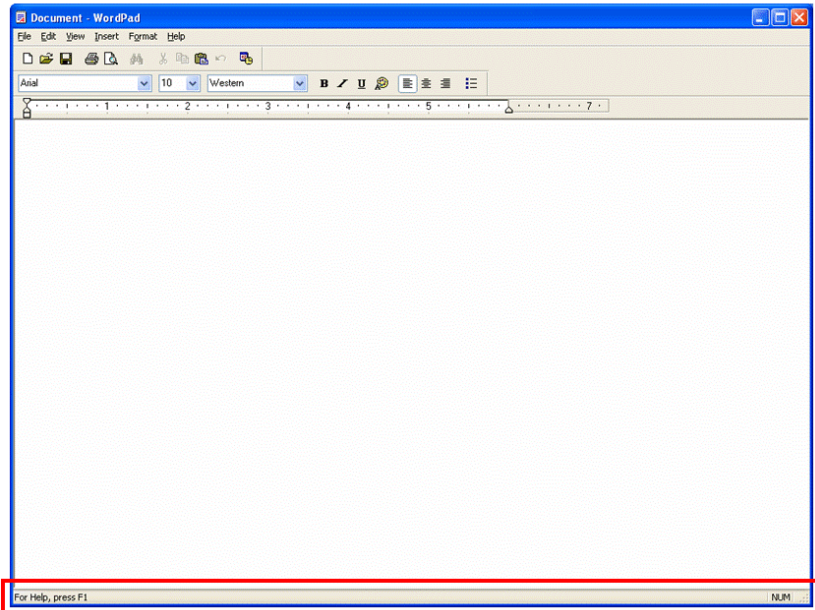 Document - WordPad
File Edit View Insert Format Help
Arial 10 Western B I U
1 2 3 4 5 7
For Help, press F1 NUM